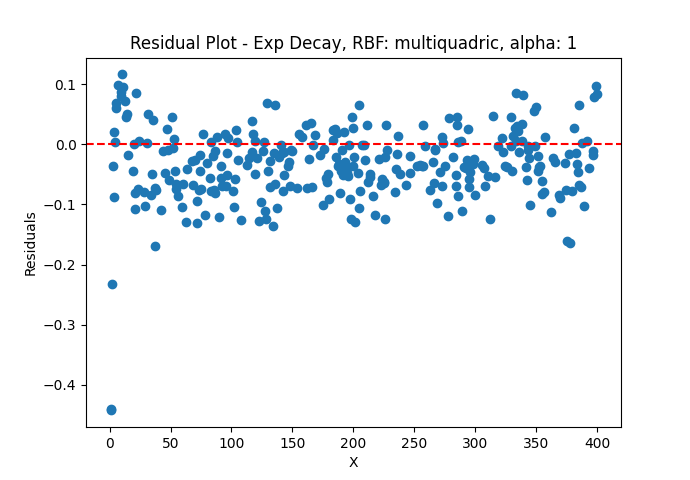 Residual Plot - Exp Decay, RBF: multiquadric, alpha: 1
0.1
0.0
−0.1
−0.2
−0.3
−0.4
Residuals
0 50 100 150 200 250 300 350 400
X